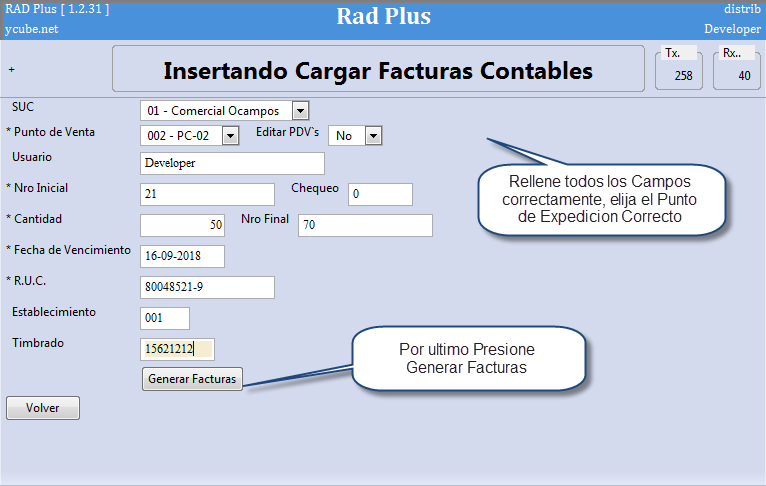 RAD Plus [ 1.2.31 ]
Rad Plus
distrib
ycube.net
Developer
+
Insertando Cargar Facturas Contables
Tx.
258
Rx..
40
SUC
01 - Comercial Ocampos
* Punto de Venta
002 - PC-02
Editar PDV`s
No
Usuario
Developer
Rellene todos los Campos
correctamente, elija el Punto
de Expedicion Correcto
* Nro Inicial
21
Chequeo
0
* Cantidad
50
Nro Final
70
* Fecha de Vencimiento
16-09-2018
* R.U.C.
80048521-9
Establecimiento
001
Timbrado
15621212
Por ultimo Presione
Generar Facturas
Generar Facturas
Volver